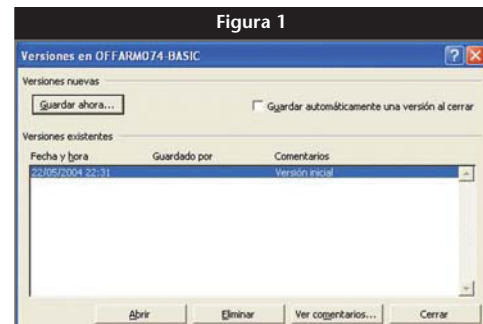 Figura 1
Versiones en OFFARM074-BASIC
Versiones nuevas
Guardar ahora... Guardar automáticamente una versión al cerrar
Versiones existentes
Fecha y hora Guardado por Comentarios
22/05/2004 22:31 Versión inicial
Abrir Eliminar Ver comentarios... Cerrar